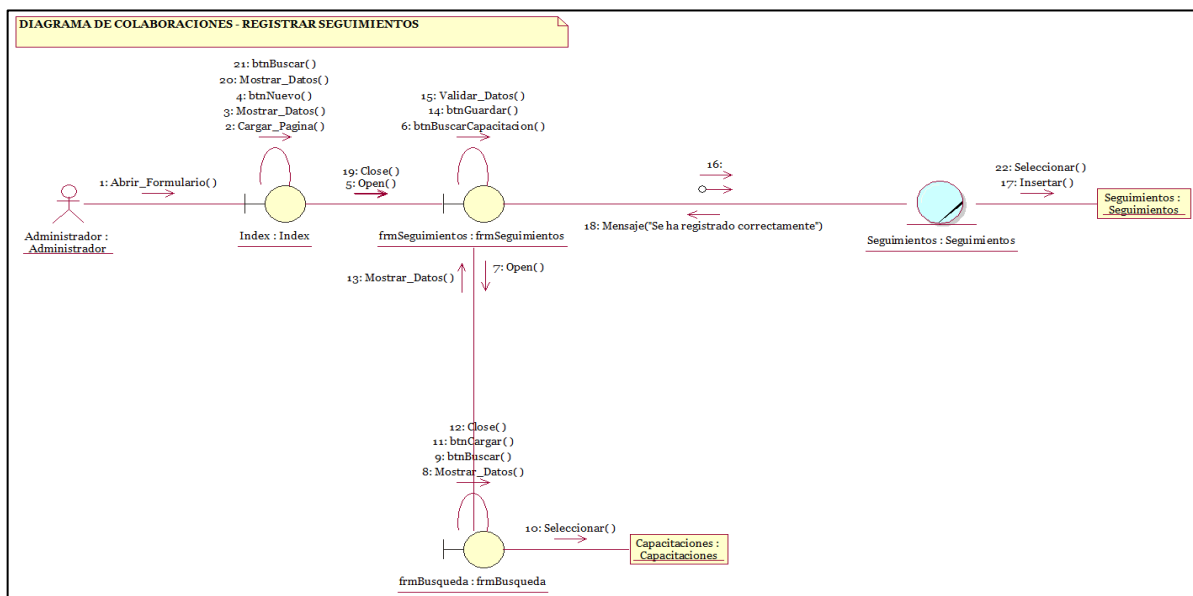 DIAGRAMA DE COLABORACIONES - REGISTRAR SEGUIMIENTOS
21: btnBuscar( )
20: Mostrar_Datos( )
4: btnNuevo( )
3: Mostrar_Datos( )
2: Cargar_Pagina( )
15: Validar_Datos( )
14: btnGuardar( )
6: btnBuscarCapacitacion( )
1: Abrir_Formulario( )
19: Close( )
5: Open( )
16:
22: Seleccionar( )
17: Insertar( )
Seguimientos :
Seguimientos
18: Mensaje("Se ha registrado correctamente")
Administrador :
Administrador
Index : Index
frmSeguimientos : frmSeguimientos
Seguimientos : Seguimientos
13: Mostrar_Datos( )
7: Open( )
12: Close( )
11: btnCargar( )
9: btnBuscar( )
8: Mostrar_Datos( )
10: Seleccionar( )
Capacitaciones :
Capacitaciones
frmBusqueda : frmBusqueda